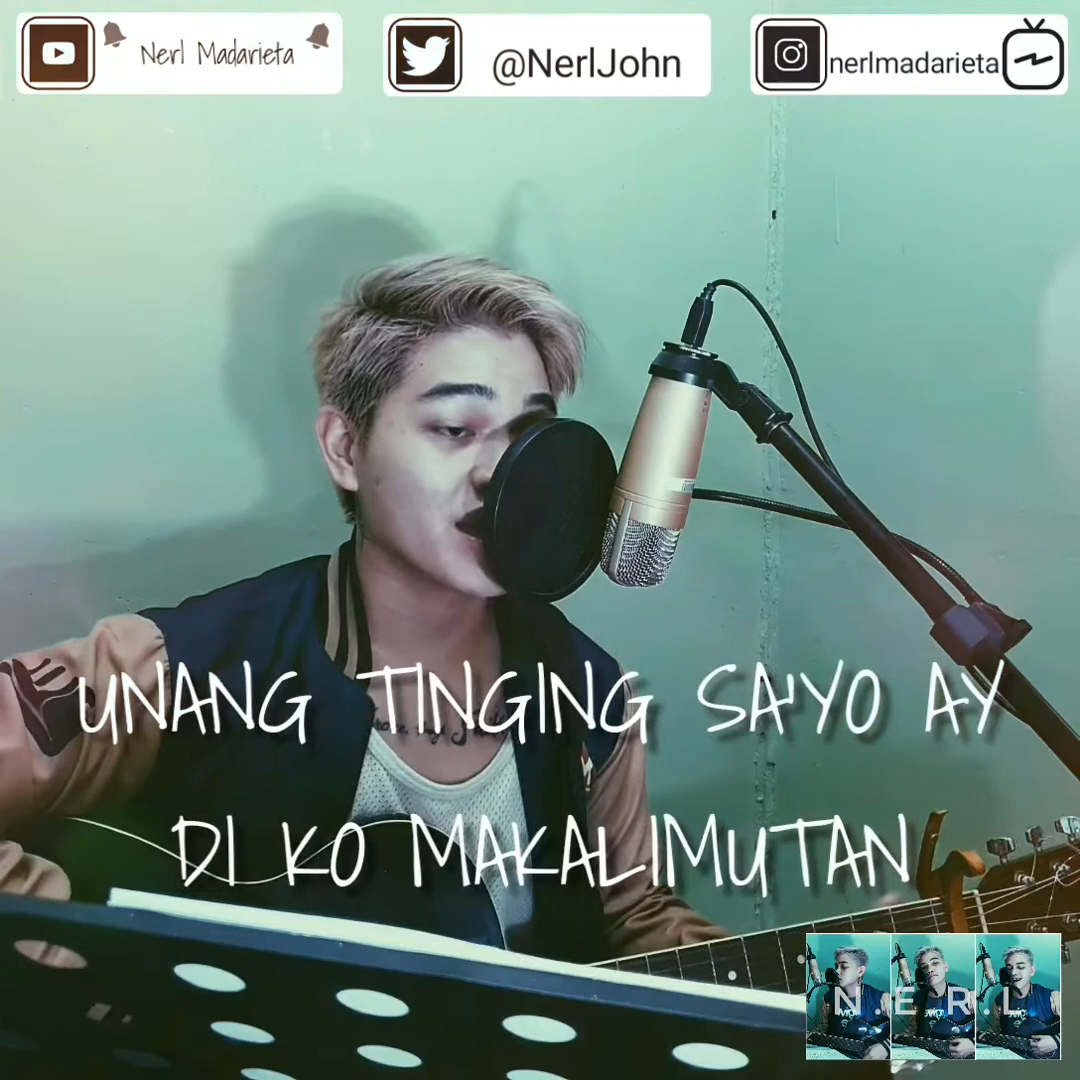 Nerl Madarieta
@NerlJohn
nerlmadarieta
UNANG TINGING SA'YO AY
DI KO MAKALIMUTAN
N.E.R.L